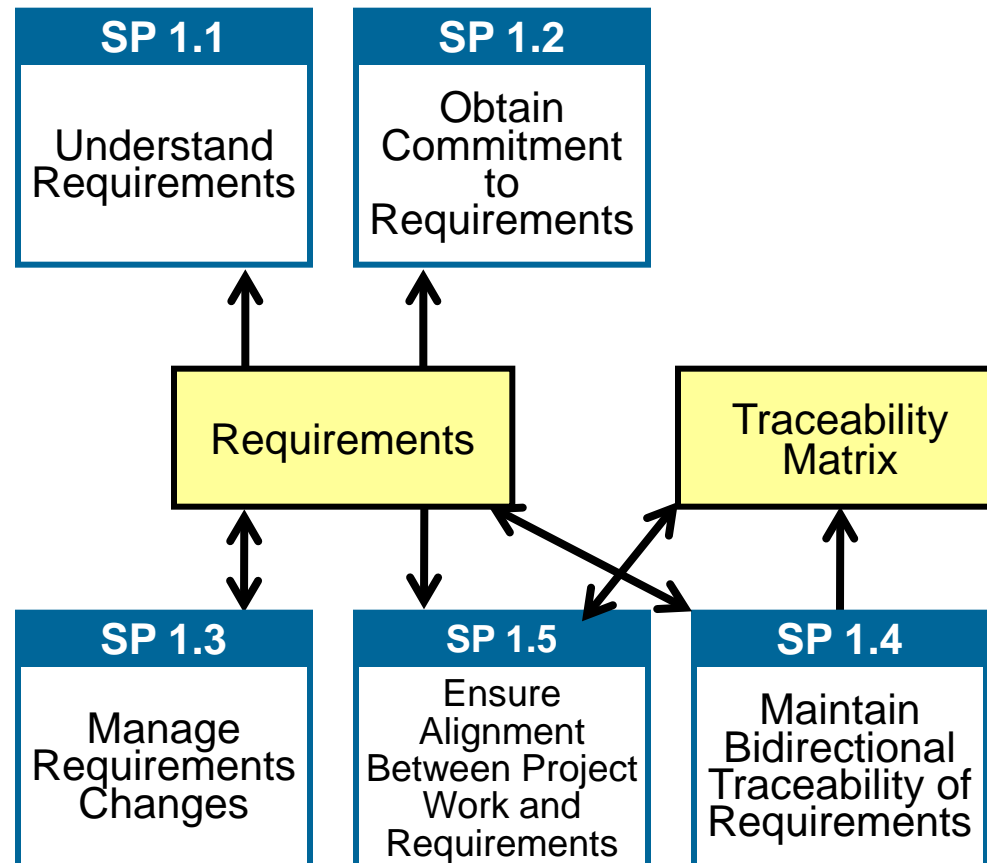 SP 1.1
Understand
Requirements
SP 1.2
Obtain
Commitment
to
Requirements
Requirements
Traceability
Matrix
SP 1.3
Manage
Requirements
Changes
SP 1.5
Ensure
Alignment
Between Project
Work and
Requirements
SP 1.4
Maintain
Bidirectional
Traceability of
Requirements